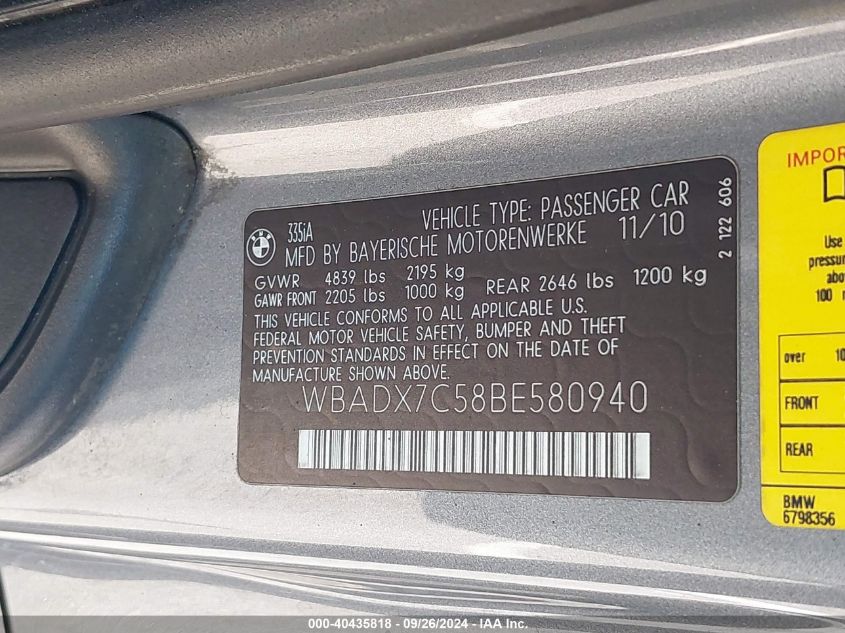 335iA
VEHICLE TYPE: PASSENGER CAR
MFD BY BAYERISCHE MOTORENWERKE 11/10
GVWR 4839 lbs 2195 kg
GAWR FRONT 2205 lbs 1000 kg REAR 2646 lbs 1200 kg
THIS VEHICLE CONFORMS TO ALL APPLICABLE U.S.
FEDERAL MOTOR VEHICLE SAFETY, BUMPER AND THEFT
PREVENTION STANDARDS IN EFFECT ON THE DATE OF
MANUFACTURE SHOWN ABOVE.
WBADX7C58BE580940
2 122 606
Use
pressur
abo
100
over 10
FRONT
REAR
BMW
6798356
000-40435818 - 09/26/2024 - IAA Inc.